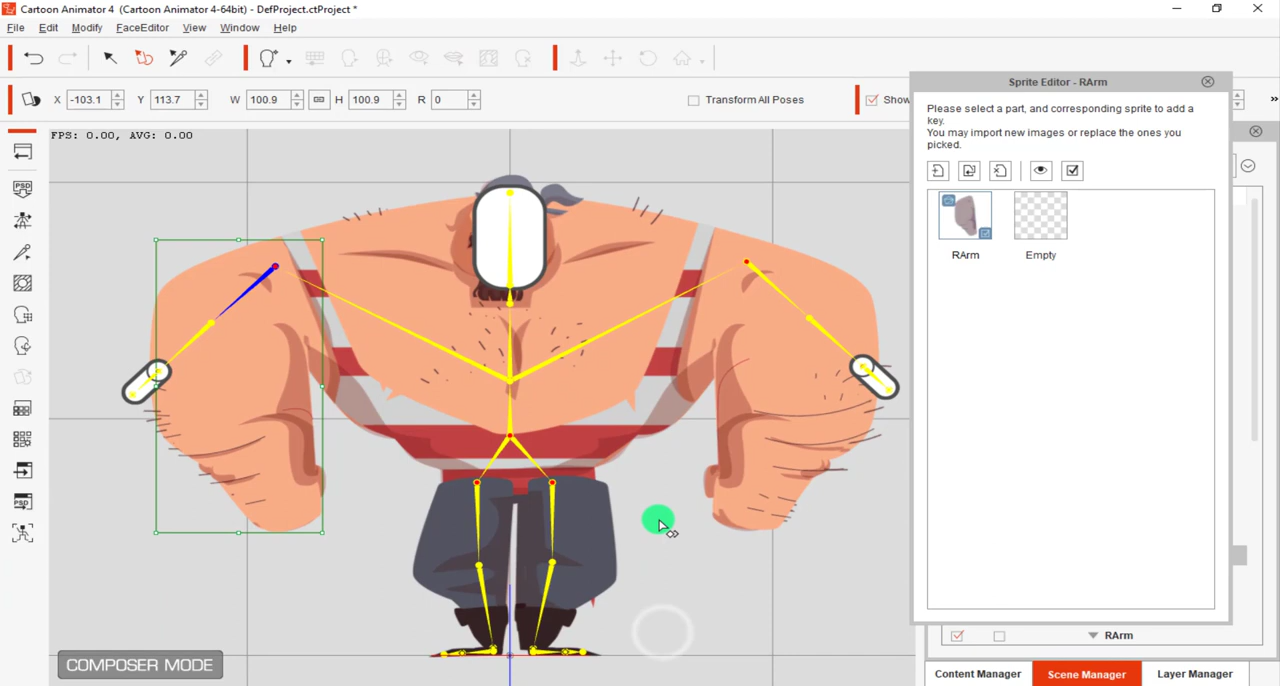 Cartoon Animator 4 (Cartoon Animator 4-64bit) - DefProject.ctProject *
File Edit Modify FaceEditor View Window Help
X -103.1 Y 113.7 W 100.9 H 100.9 R 0 Transform All Poses Show
FPS: 0.00, AVG: 0.00
Sprite Editor - RArm
Please select a part, and corresponding sprite to add a
key.
You may import new images or replace the ones you
picked.
RArm Empty
RArm
COMPOSER MODE
Content Manager Scene Manager Layer Manager